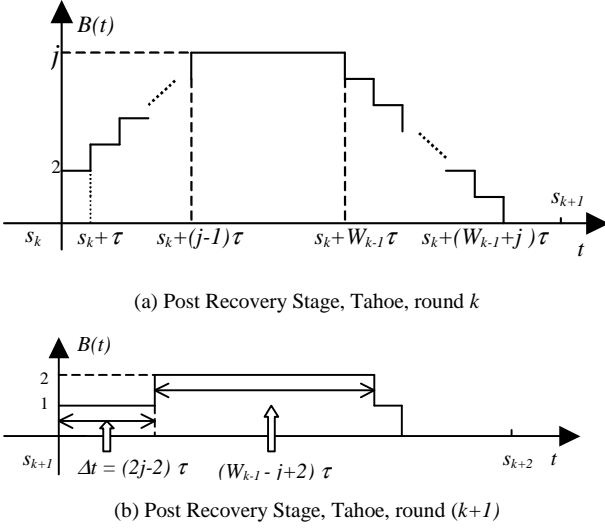 B(t)
j
2
s_{k+1}
s_k s_k+τ s_k+(j-1)τ s_k+W_{k-1}τ s_k+(W_{k-1}+j )τ
t
(a) Post Recovery Stage, Tahoe, round k
B(t)
2
1
s_{k+1} Δt = (2j-2) τ (W_{k-1} - j+2) τ s_{k+2} t
(b) Post Recovery Stage, Tahoe, round (k+1)